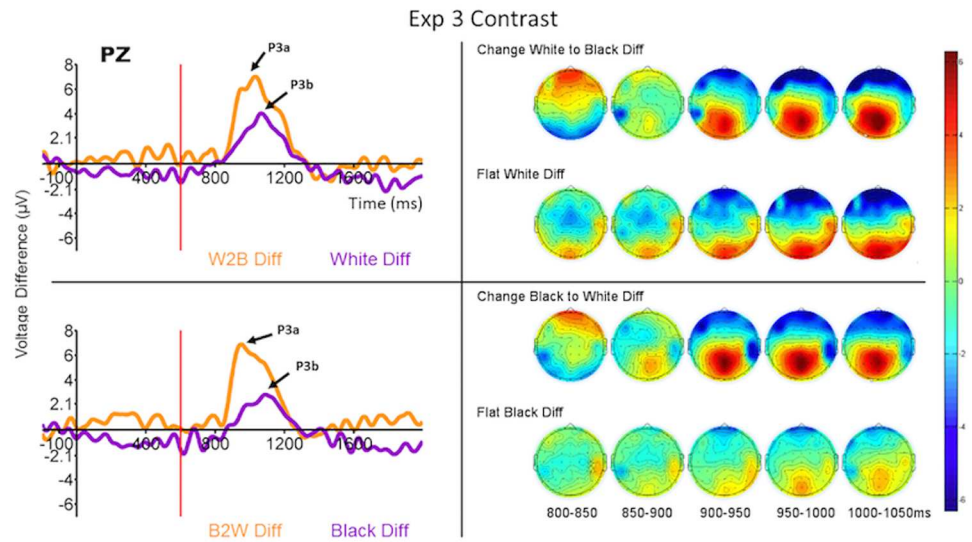 Exp 3 Contrast
PZ
8
6
4
2.1
-2.1
-4
-6
-100
400
800
1200
1600
Time (ms)
P3a
P3b
W2B Diff
White Diff
Voltage Difference (µV)
8
6
4
2.1
-2.1
-4
-6
-100
400
800
1200
1600
P3a
P3b
B2W Diff
Black Diff
Change White to Black Diff
Flat White Diff
Change Black to White Diff
Flat Black Diff
800-850 850-900 900-950 950-1000 1000-1050ms
6
4
2
0
-2
-4
-6